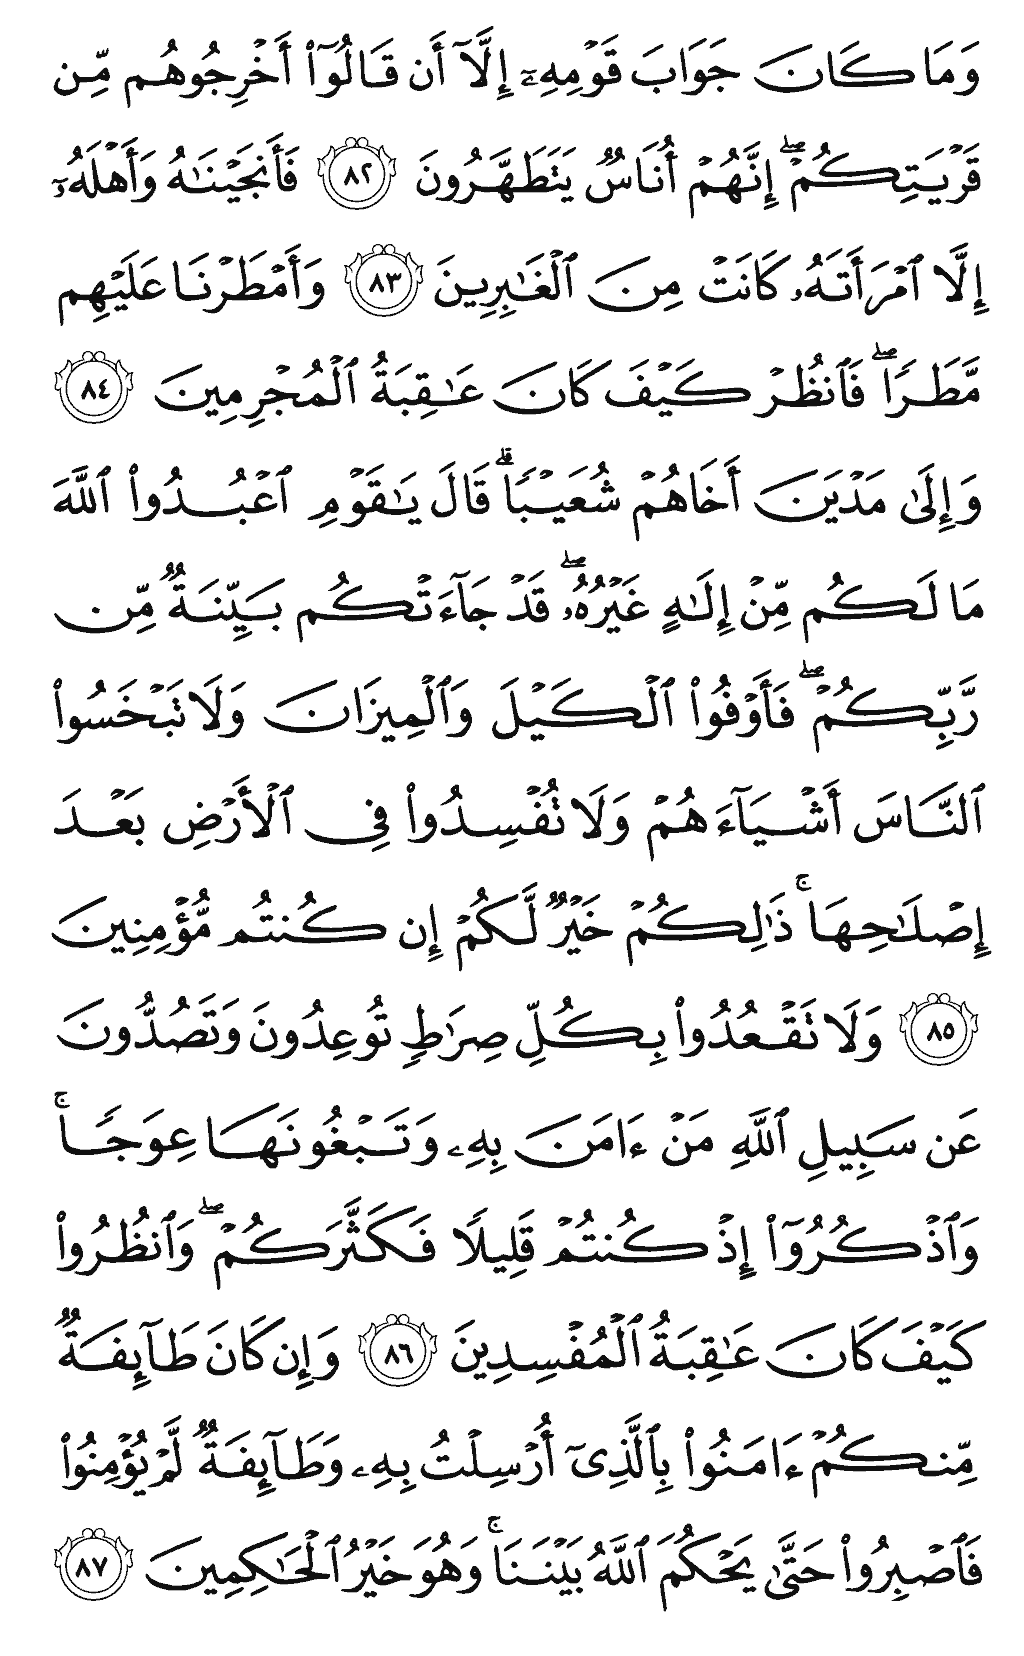 وَمَا كَانَ جَوَابَ قَوْمِهِۦٓ إِلَّآ أَن قَالُوٓا۟ أَخْرِجُوهُم مِّن
قَرْيَتِكُمْ ۖ إِنَّهُمْ أُنَاسٌ يَتَطَهَّرُونَ ٨٢ فَأَنجَيْنَـٰهُ وَأَهْلَهُۥٓ
إِلَّا ٱمْرَأَتَهُۥ كَانَتْ مِنَ ٱلْغَـٰبِرِينَ ٨٣ وَأَمْطَرْنَا عَلَيْهِم
مَّطَرًا ۖ فَٱنظُرْ كَيْفَ كَانَ عَـٰقِبَةُ ٱلْمُجْرِمِينَ ٨٤
وَإِلَىٰ مَدْيَنَ أَخَاهُمْ شُعَيْبًا ۗ قَالَ يَـٰقَوْمِ ٱعْبُدُوا۟ ٱللَّهَ
مَا لَكُم مِّنْ إِلَـٰهٍ غَيْرُهُۥ ۖ قَدْ جَآءَتْكُم بَيِّنَةٌ مِّن
رَّبِّكُمْ ۖ فَأَوْفُوا۟ ٱلْكَيْلَ وَٱلْمِيزَانَ وَلَا تَبْخَسُوا۟
ٱلنَّاسَ أَشْيَآءَهُمْ وَلَا تُفْسِدُوا۟ فِى ٱلْأَرْضِ بَعْدَ
إِصْلَـٰحِهَا ۚ ذَٰلِكُمْ خَيْرٌ لَّكُمْ إِن كُنتُم مُّؤْمِنِينَ
٨٥ وَلَا تَقْعُدُوا۟ بِكُلِّ صِرَٰطٍ تُوعِدُونَ وَتَصُدُّونَ
عَن سَبِيلِ ٱللَّهِ مَنْ ءَامَنَ بِهِۦ وَتَبْغُونَهَا عِوَجًا ۚ
وَٱذْكُرُوٓا۟ إِذْ كُنتُمْ قَلِيلًا فَكَثَّرَكُمْ ۖ وَٱنظُرُوا۟
كَيْفَ كَانَ عَـٰقِبَةُ ٱلْمُفْسِدِينَ ٨٦ وَإِن كَانَ طَآئِفَةٌ
مِّنكُمْ ءَامَنُوا۟ بِٱلَّذِىٓ أُرْسِلْتُ بِهِۦ وَطَآئِفَةٌ لَّمْ يُؤْمِنُوا۟
فَٱصْبِرُوا۟ حَتَّىٰ يَحْكُمَ ٱللَّهُ بَيْنَنَا ۚ وَهُوَ خَيْرُ ٱلْحَـٰكِمِينَ ٨٧